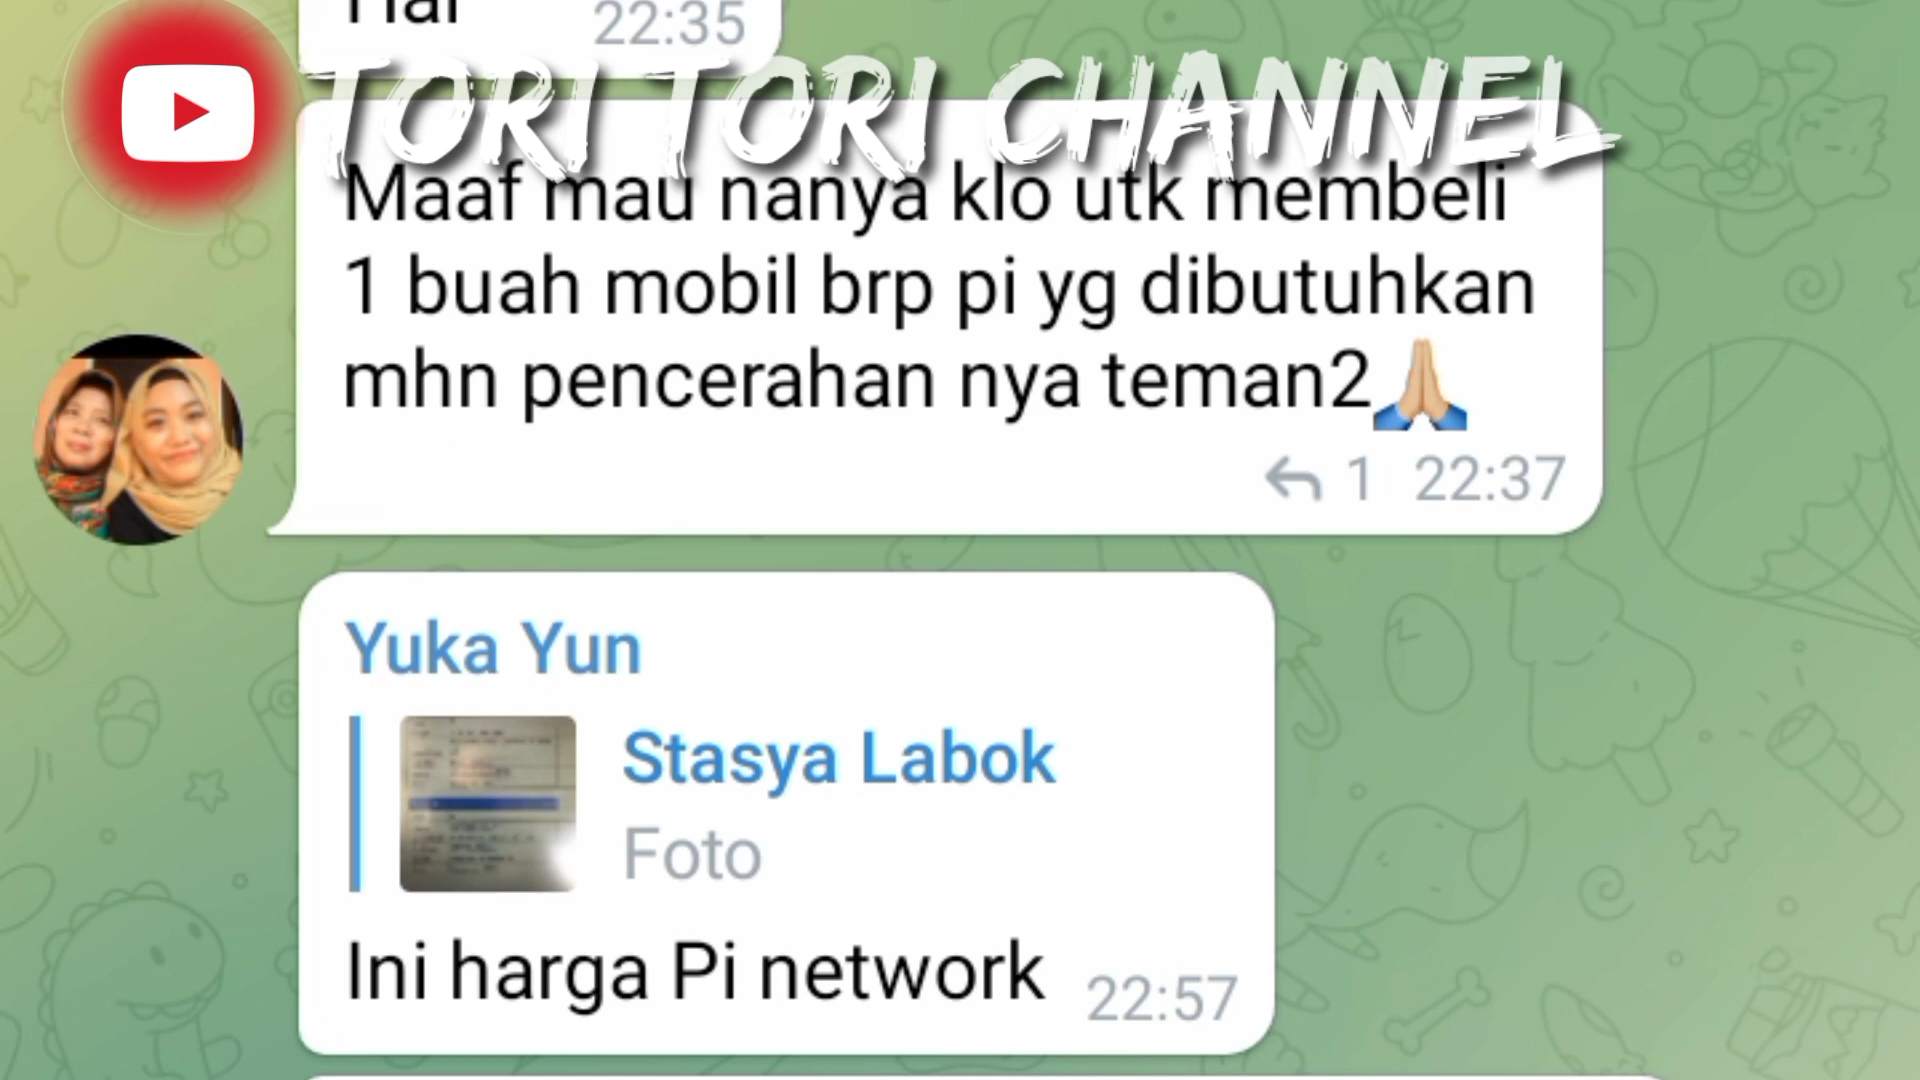 Hai
22:35
TORI TORI CHANNEL
Maaf mau nanya klo utk membeli
1 buah mobil brp pi yg dibutuhkan
mhn pencerahan nya teman2🙏🏼
1 22:37
Yuka Yun
Stasya Labok
Foto
Ini harga Pi network
22:57